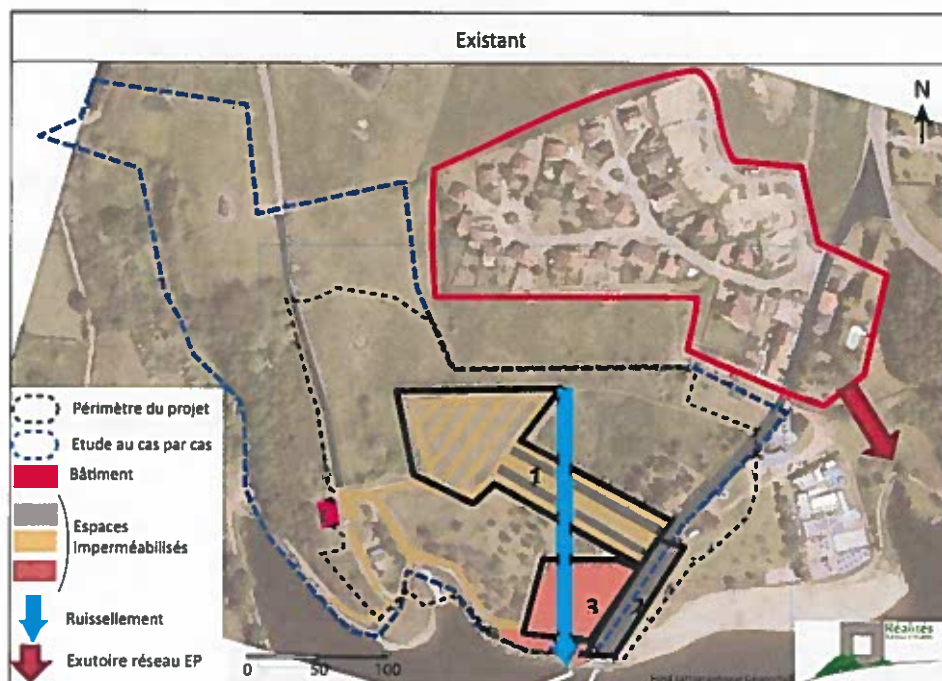 Existant
N
1
2
3
Périmètre du projet
Etude au cas par cas
Bâtiment
Espaces
imperméabilisés
Ruissellement
Exutoire réseau EP
0 50 100
Réalités